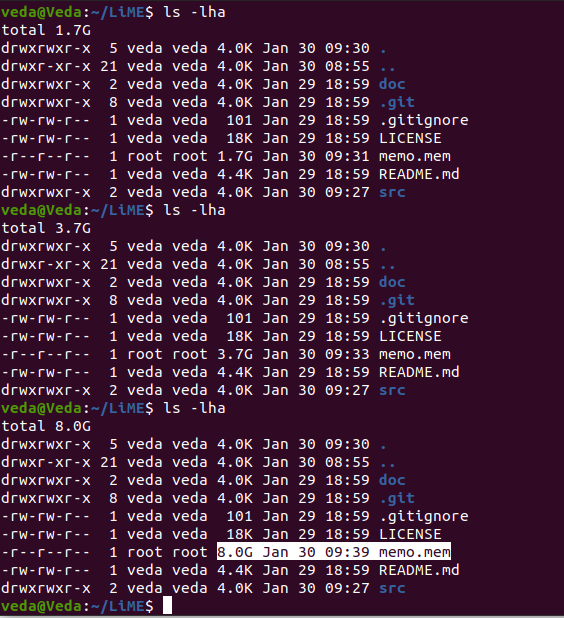 veda@Veda:~/LiME$ ls -lha
total 1.7G
drwxrwxr-x  5 veda veda 4.0K Jan 30 09:30 .
drwxr-xr-x 21 veda veda 4.0K Jan 30 08:55 ..
drwxrwxr-x  2 veda veda 4.0K Jan 29 18:59 doc
drwxrwxr-x  8 veda veda 4.0K Jan 29 18:59 .git
-rw-rw-r--  1 veda veda  101 Jan 29 18:59 .gitignore
-rw-rw-r--  1 veda veda  18K Jan 29 18:59 LICENSE
-r--r--r--  1 root root 1.7G Jan 30 09:31 memo.mem
-rw-rw-r--  1 veda veda 4.4K Jan 29 18:59 README.md
drwxrwxr-x  2 veda veda 4.0K Jan 30 09:27 src
veda@Veda:~/LiME$ ls -lha
total 3.7G
drwxrwxr-x  5 veda veda 4.0K Jan 30 09:30 .
drwxr-xr-x 21 veda veda 4.0K Jan 30 08:55 ..
drwxrwxr-x  2 veda veda 4.0K Jan 29 18:59 doc
drwxrwxr-x  8 veda veda 4.0K Jan 29 18:59 .git
-rw-rw-r--  1 veda veda  101 Jan 29 18:59 .gitignore
-rw-rw-r--  1 veda veda  18K Jan 29 18:59 LICENSE
-r--r--r--  1 root root 3.7G Jan 30 09:33 memo.mem
-rw-rw-r--  1 veda veda 4.4K Jan 29 18:59 README.md
drwxrwxr-x  2 veda veda 4.0K Jan 30 09:27 src
veda@Veda:~/LiME$ ls -lha
total 8.0G
drwxrwxr-x  5 veda veda 4.0K Jan 30 09:30 .
drwxr-xr-x 21 veda veda 4.0K Jan 30 08:55 ..
drwxrwxr-x  2 veda veda 4.0K Jan 29 18:59 doc
drwxrwxr-x  8 veda veda 4.0K Jan 29 18:59 .git
-rw-rw-r--  1 veda veda  101 Jan 29 18:59 .gitignore
-rw-rw-r--  1 veda veda  18K Jan 29 18:59 LICENSE
-r--r--r--  1 root root 8.0G Jan 30 09:39 memo.mem
-rw-rw-r--  1 veda veda 4.4K Jan 29 18:59 README.md
drwxrwxr-x  2 veda veda 4.0K Jan 30 09:27 src
veda@Veda:~/LiME$